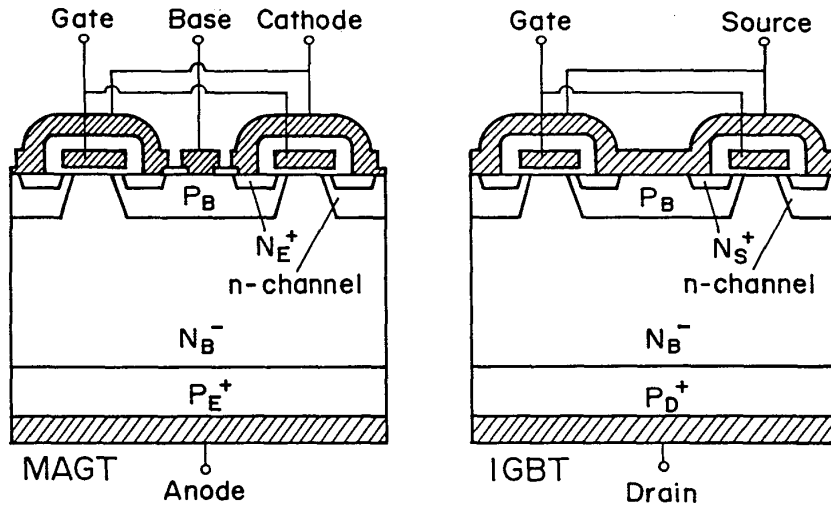 Gate Base Cathode
P_B
N_E^+
n-channel
N_B^-
P_E^+
MAGT
Anode
Gate Source
P_B
N_S^+
n-channel
N_B^-
P_D^+
IGBT
Drain